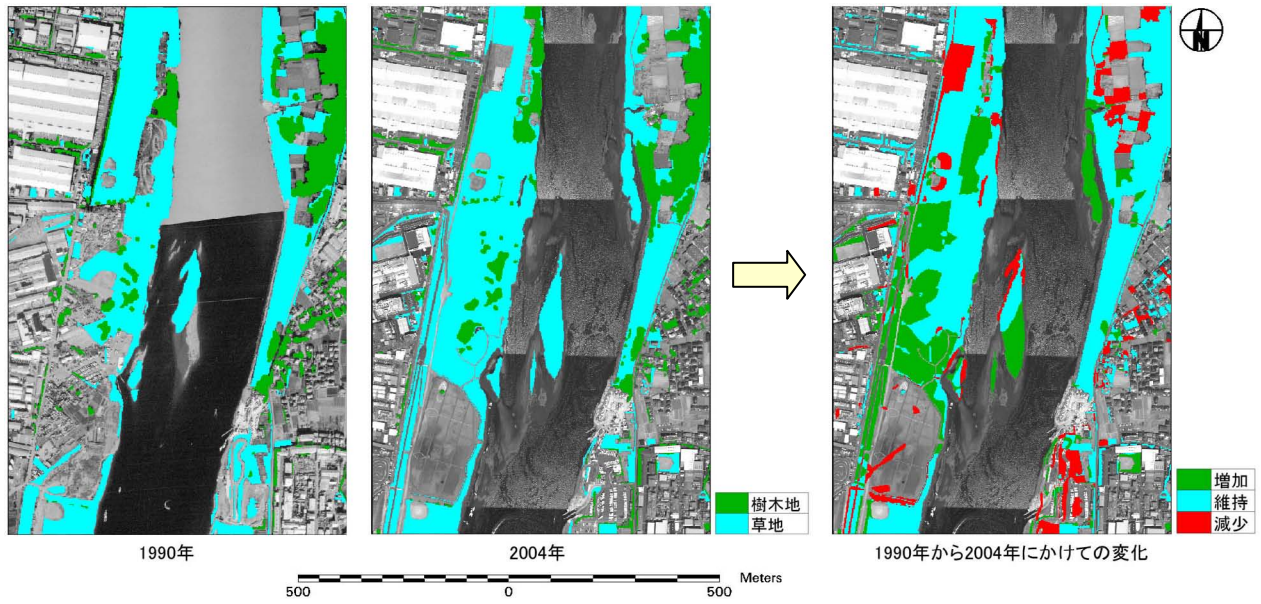 N
樹木地
草地
増加
維持
減少
1990年
2004年
1990年から2004年にかけての変化
500 0 500 Meters